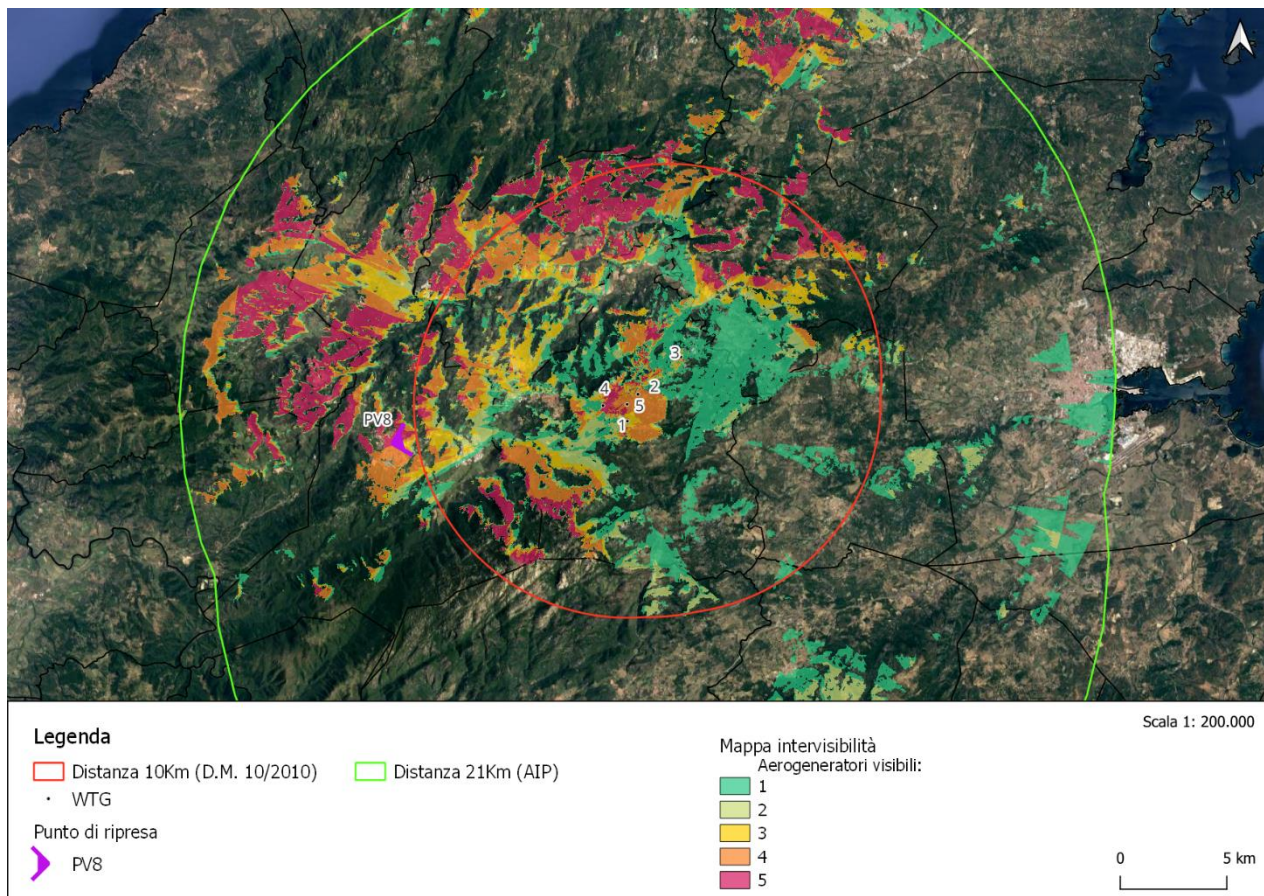 PV8
3
4
2
5
1
Scala 1: 200.000
Legenda
Distanza 10Km (D.M. 10/2010)
Distanza 21Km (AIP)
WTG
Punto di ripresa
PV8
Mappa intervisibilità
Aerogeneratori visibili:
1
2
3
4
5
0 5 km